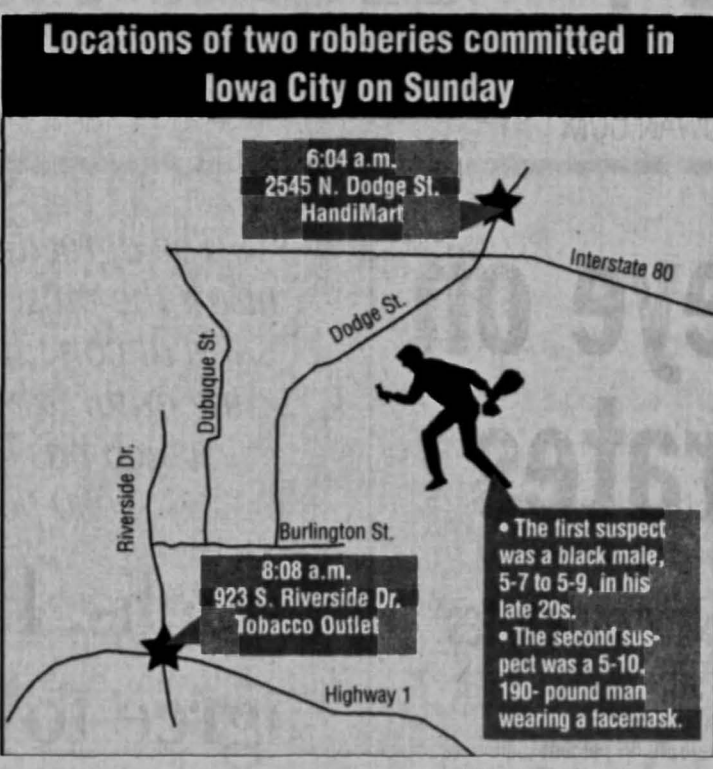 Locations of two robberies committed in
Iowa City on Sunday
6:04 a.m.
2545 N. Dodge St.
HandiMart
Interstate 80
Dodge St.
Dubuque St.
Riverside Dr.
Burlington St.
8:08 a.m.
923 S. Riverside Dr.
Tobacco Outlet
Highway 1
• The first suspect
was a black male,
5-7 to 5-9, in his
late 20s.
• The second sus-
pect was a 5-10,
190- pound man
wearing a facemask.